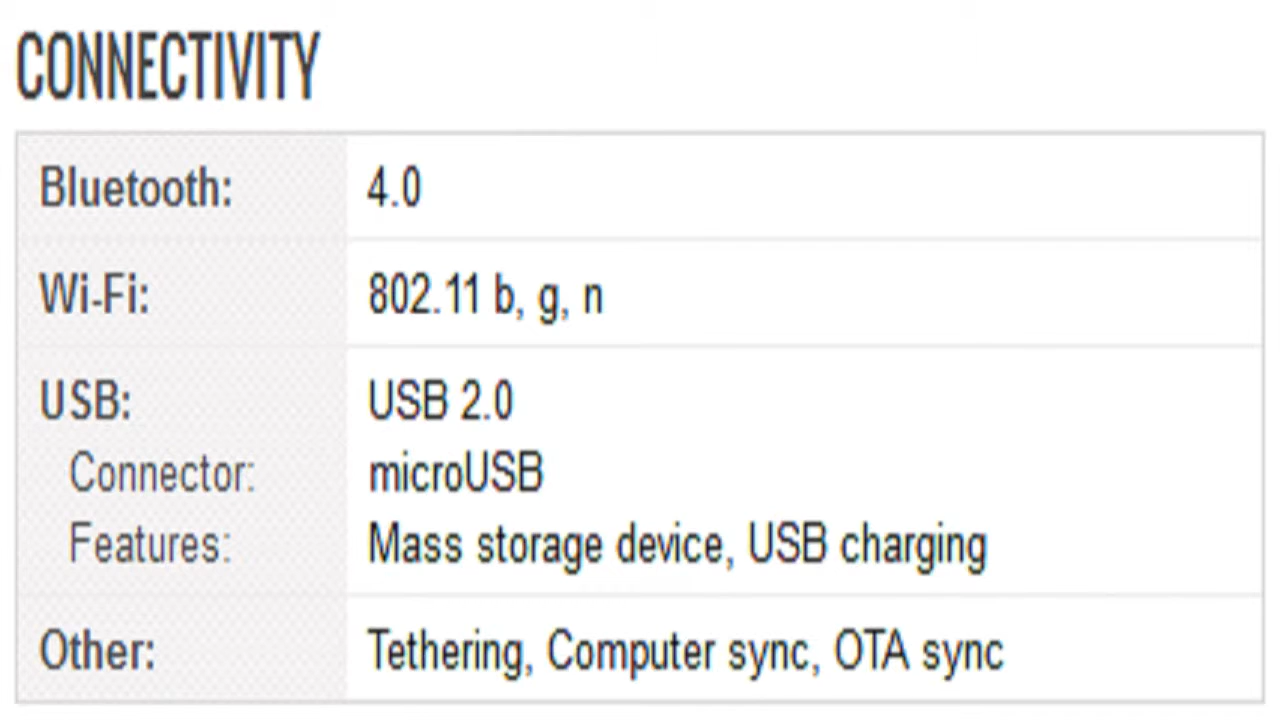 CONNECTIVITY
Bluetooth: 4.0
Wi-Fi: 802.11 b, g, n
USB: USB 2.0
Connector: microUSB
Features: Mass storage device, USB charging
Other: Tethering, Computer sync, OTA sync